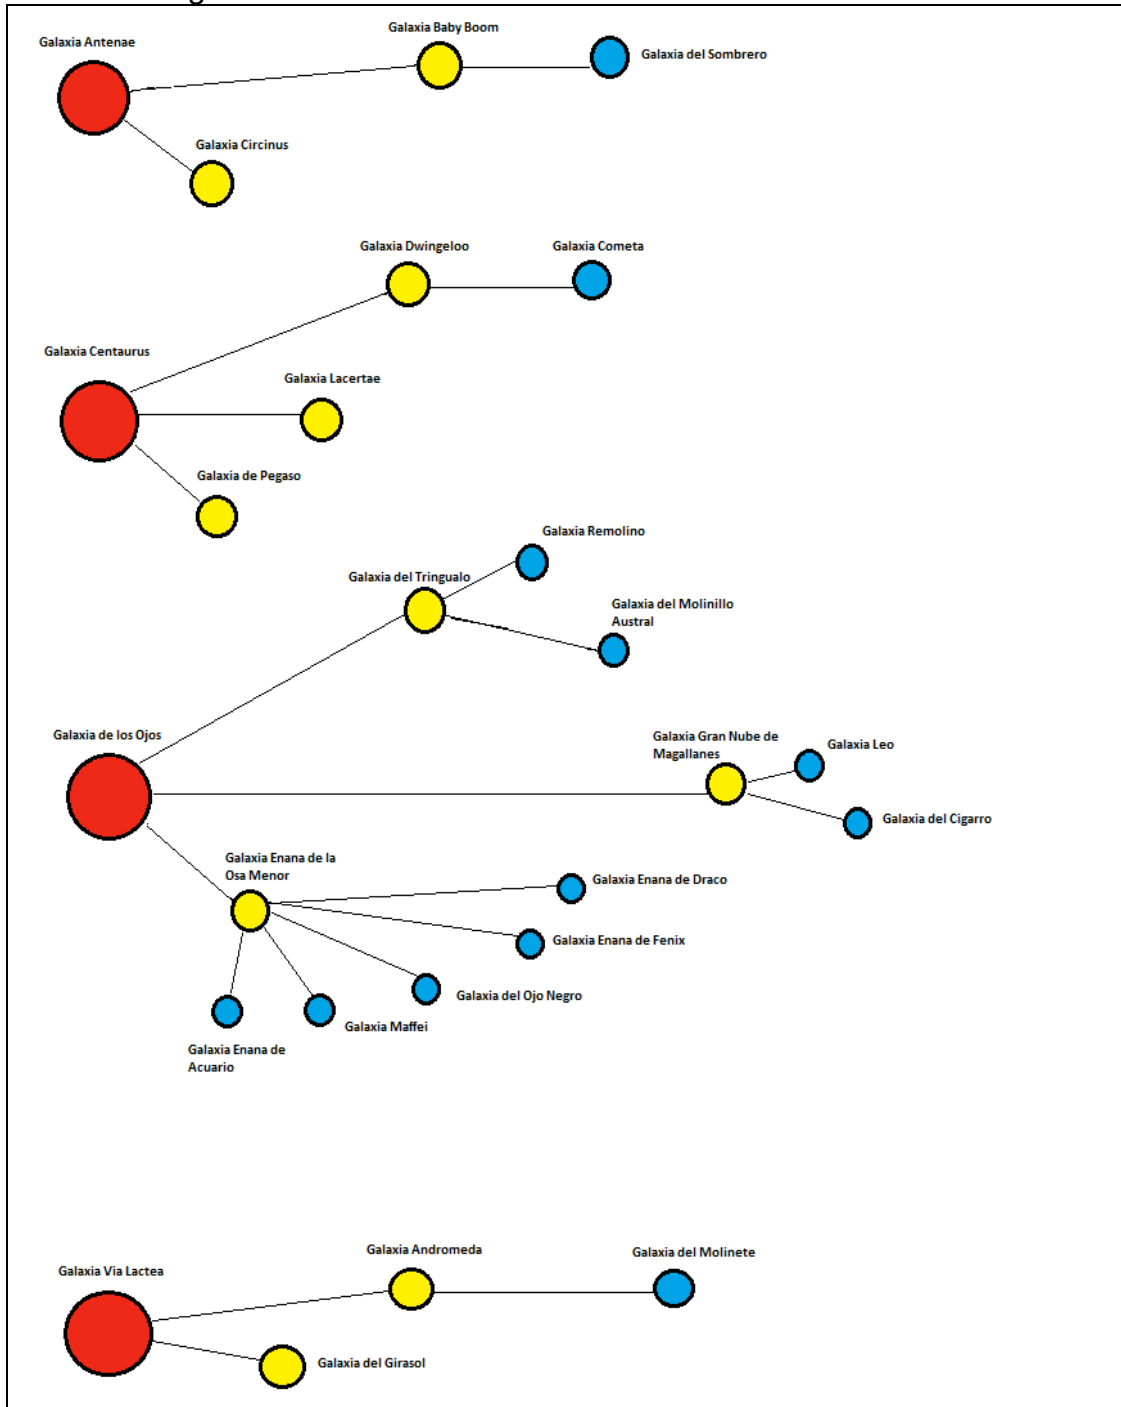 Galaxia Baby Boom
Galaxia Antenae
Galaxia del Sombrero
Galaxia Circinus
Galaxia Dwingeloo
Galaxia Cometa
Galaxia Centaurus
Galaxia Lacertae
Galaxia de Pegaso
Galaxia Remolino
Galaxia del Tringualo
Galaxia del Molinillo
Austral
Galaxia de los Ojos
Galaxia Gran Nube de
Magallanes
Galaxia Leo
Galaxia del Cigarro
Galaxia Enana de la
Osa Menor
Galaxia Enana de Draco
Galaxia Enana de Fenix
Galaxia del Ojo Negro
Galaxia Maffei
Galaxia Enana de
Acuario
Galaxia Andromeda
Galaxia del Molinete
Galaxia Via Lactea
Galaxia del Girasol